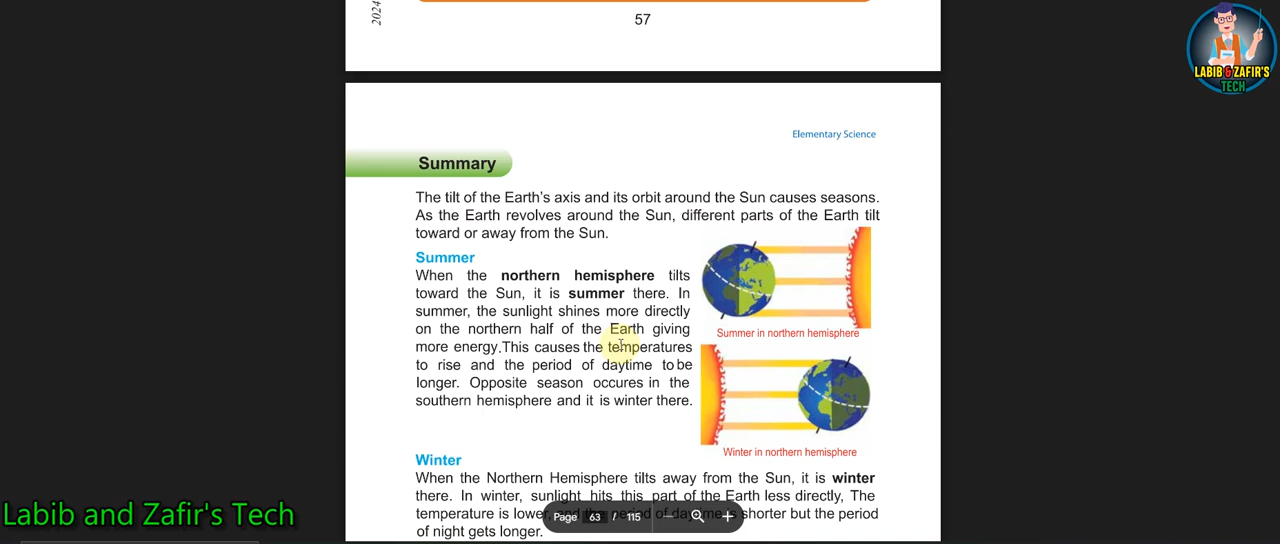 2024
57
LABIB & ZAFIR'S
TECH
Elementary Science
Summary
The tilt of the Earth's axis and its orbit around the Sun causes seasons.
As the Earth revolves around the Sun, different parts of the Earth tilt
toward or away from the Sun.
Summer
When the northern hemisphere tilts
toward the Sun, it is summer there. In
summer, the sunlight shines more directly
on the northern half of the Earth giving
more energy.This causes the temperatures
to rise and the period of daytime to be
longer. Opposite season occures in the
southern hemisphere and it is winter there.
Summer in northern hemisphere
Winter in northern hemisphere
Winter
When the Northern Hemisphere tilts away from the Sun, it is winter
there. In winter, sunlight hits this part of the Earth less directly, The
temperature is lower, and the period of daytime is shorter but the period
of night gets longer.
Page 63 / 115
Labib and Zafir's Tech